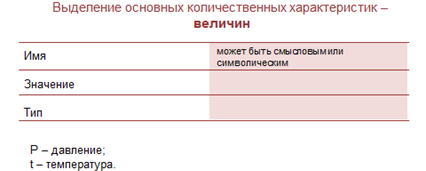 Выделение основных количественных характеристик –
величин
Имя
может быть смысловым или
символическим
Значение
Тип
P – давление;
t – температура.